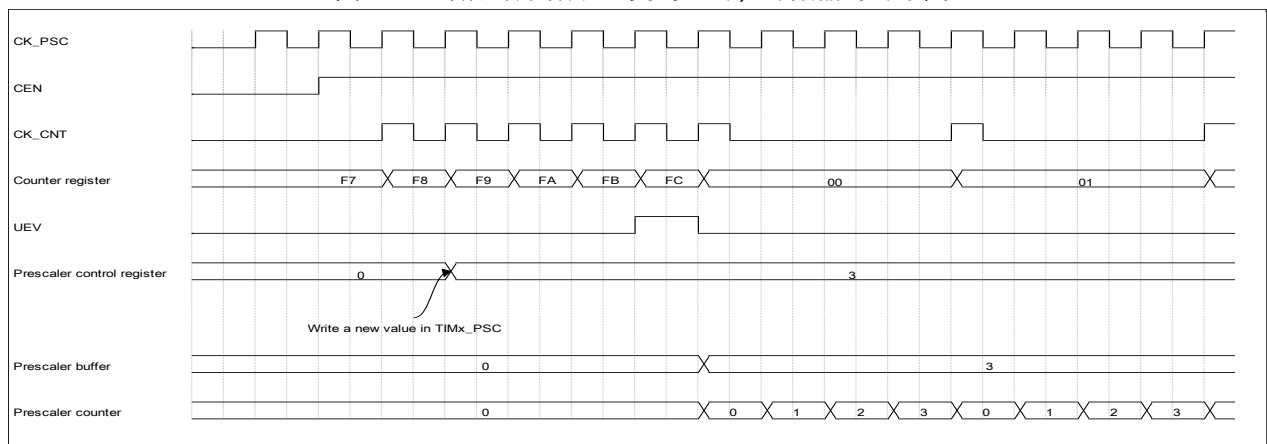 CK_PSC
CEN
CK_CNT
Counter register F7 F8 F9 FA FB FC 00 01
UEV
Prescaler control register 0 3
Write a new value in TIMx_PSC
Prescaler buffer 0 3
Prescaler counter 0 0 1 2 3 0 1 2 3